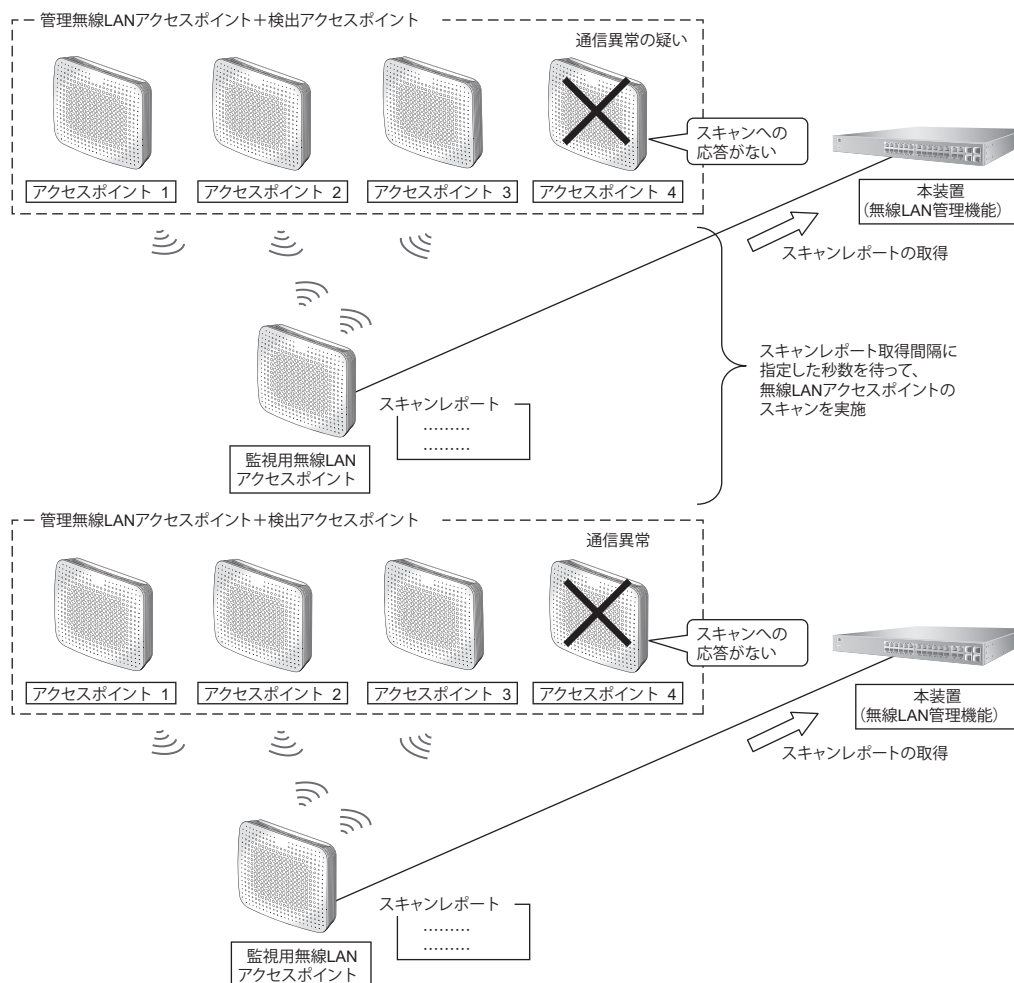 管理無線LANアクセスポイント＋検出アクセスポイント
通信異常の疑い
スキャンへの
応答がない
アクセスポイント 1
アクセスポイント 2
アクセスポイント 3
アクセスポイント 4
本装置
(無線LAN管理機能)
スキャンレポートの取得
スキャンレポート取得間隔に
指定した秒数を待って、
無線LANアクセスポイントの
スキャンを実施
スキャンレポート
.........
.........
監視用無線LAN
アクセスポイント
管理無線LANアクセスポイント＋検出アクセスポイント
通信異常
スキャンへの
応答がない
アクセスポイント 1
アクセスポイント 2
アクセスポイント 3
アクセスポイント 4
本装置
(無線LAN管理機能)
スキャンレポートの取得
スキャンレポート
.........
.........
監視用無線LAN
アクセスポイント